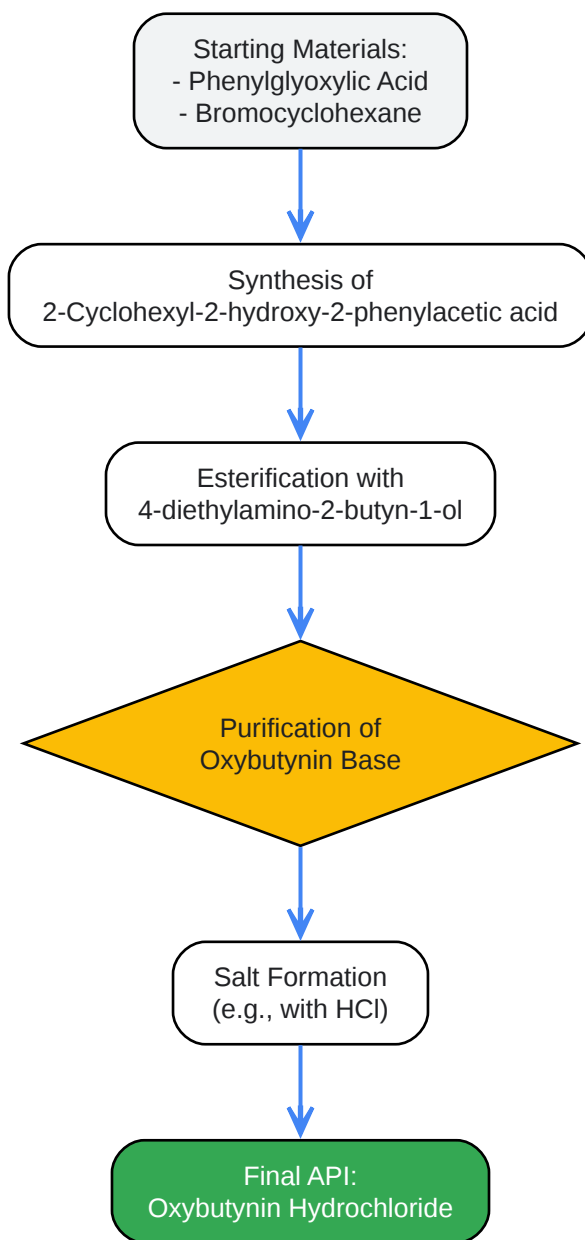 Starting Materials:
- Phenylglyoxylic Acid
- Bromocyclohexane
Synthesis of
2-Cyclohexyl-2-hydroxy-2-phenylacetic acid
Esterification with
4-diethylamino-2-butyn-1-ol
Purification of
Oxybutynin Base
Salt Formation
(e.g., with HCl)
Final API:
Oxybutynin Hydrochloride